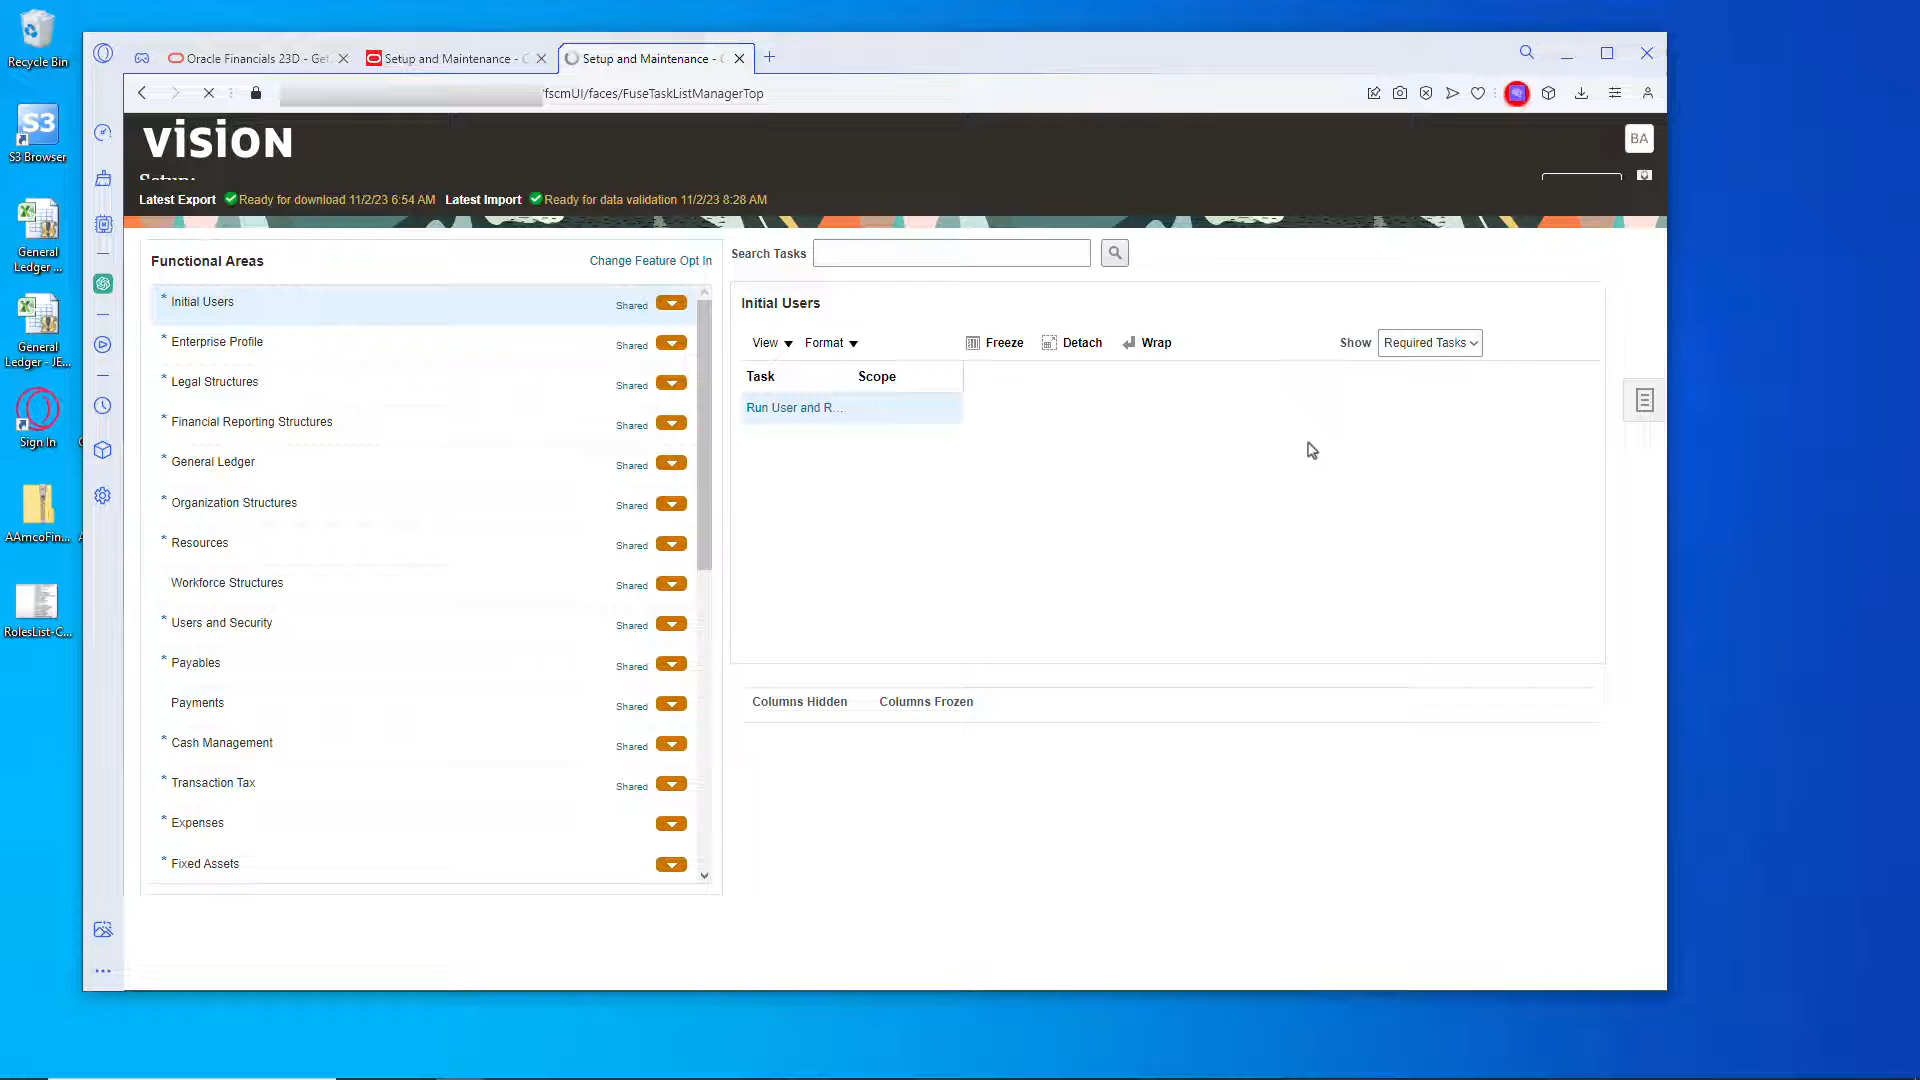 Recycle Bin
S3 Browser
General
Ledger ...
General
Ledger - JE...
Sign In
AAmcoFin...
RolesList-C...
Oracle Financials 23D - Get
Setup and Maintenance - C
Setup and Maintenance - C
/fscmUI/faces/FuseTaskListManagerTop
vision
BA
Setup:
Latest Export Ready for download 11/2/23 6:54 AM Latest Import Ready for data validation 11/2/23 8:28 AM
Functional Areas
Change Feature Opt In
* Initial Users Shared
* Enterprise Profile Shared
* Legal Structures Shared
* Financial Reporting Structures Shared
* General Ledger Shared
* Organization Structures Shared
* Resources Shared
Workforce Structures Shared
* Users and Security Shared
* Payables Shared
Payments Shared
* Cash Management Shared
* Transaction Tax Shared
* Expenses
* Fixed Assets
Search Tasks
Initial Users
View Format Freeze Detach Wrap Show Required Tasks
Task Scope
Run User and R...
Columns Hidden Columns Frozen